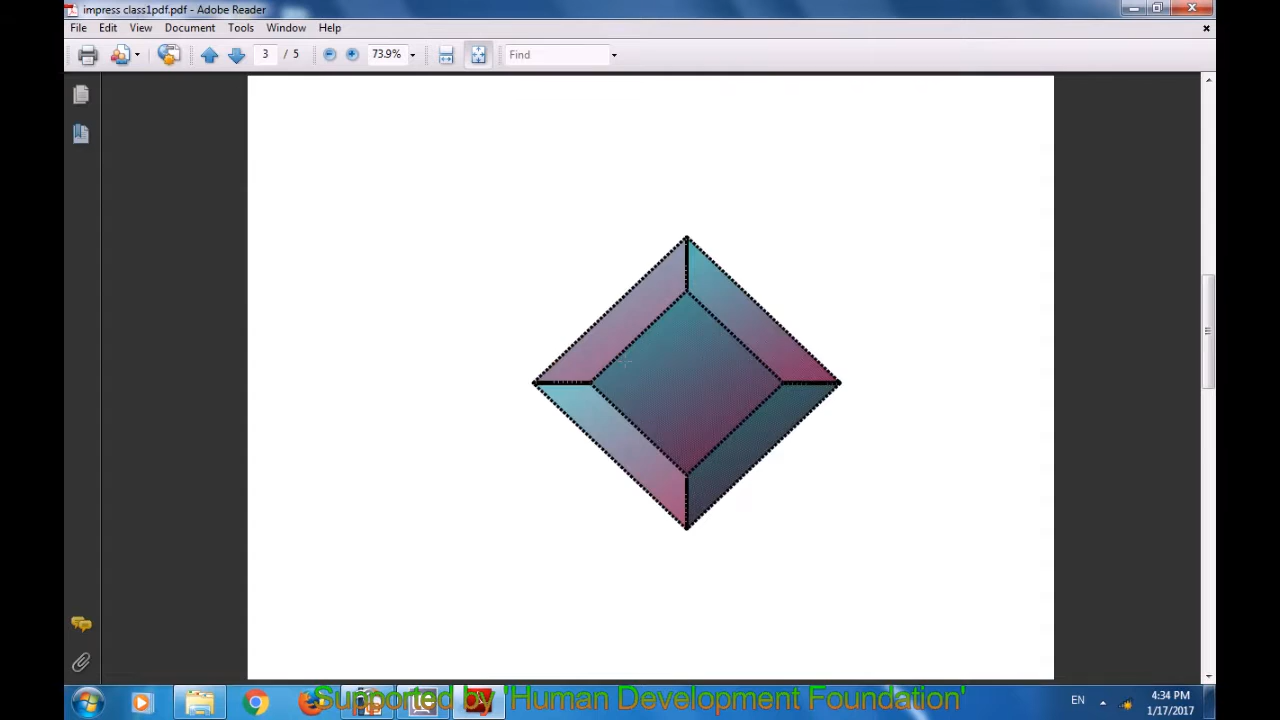 impress class1pdf.pdf - Adobe Reader
File Edit View Document Tools Window Help
3 / 5 73.9% Find
EN 4:34 PM
1/17/2017
Supported by 'Human Development Foundation'